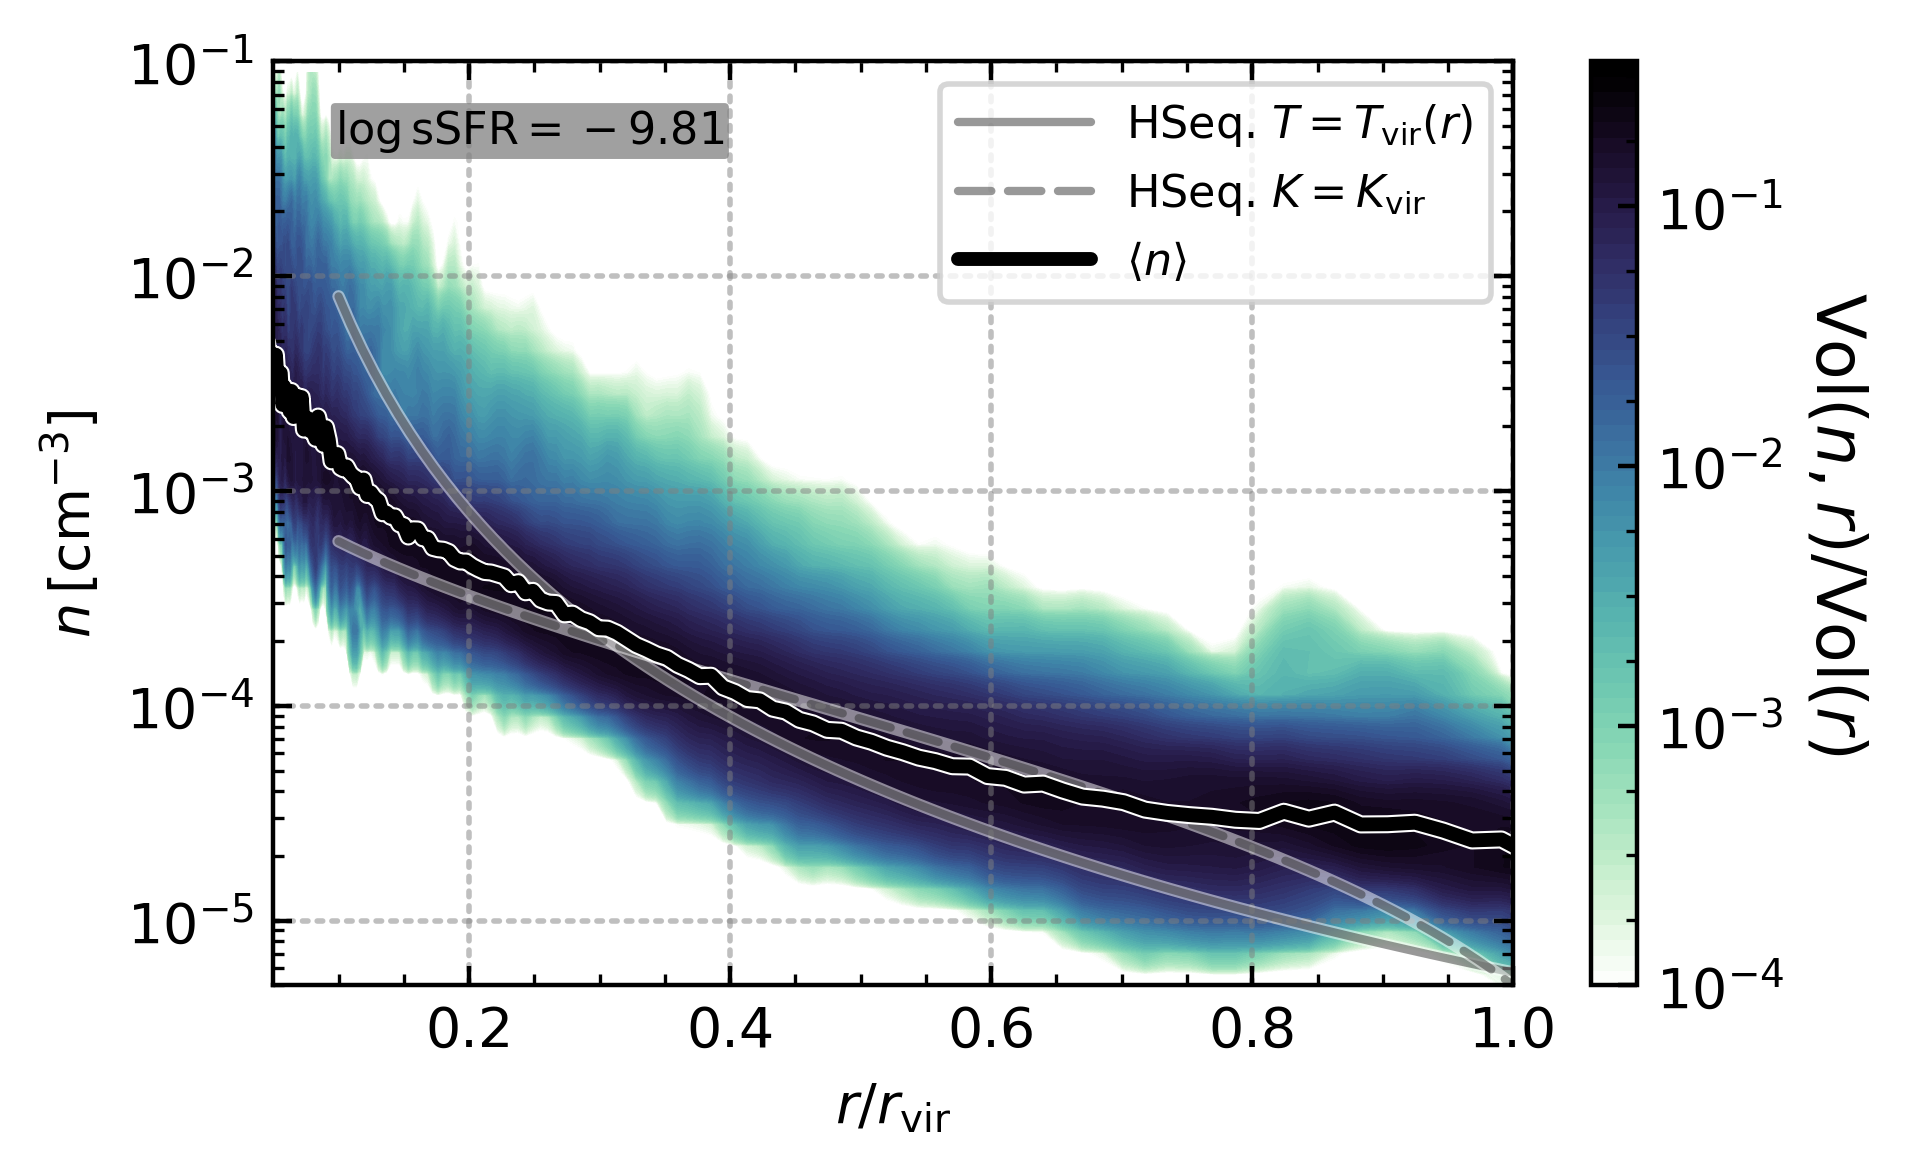 10⁻¹
10⁻²
10⁻³
10⁻⁴
10⁻⁵
n [cm⁻³]
log sSFR = −9.81
HSeq. T = T_vir(r)
HSeq. K = K_vir
⟨n⟩
0.2 0.4 0.6 0.8 1.0
r/r_vir
10⁻¹
10⁻²
10⁻³
10⁻⁴
Vol(n, r)/Vol(r)